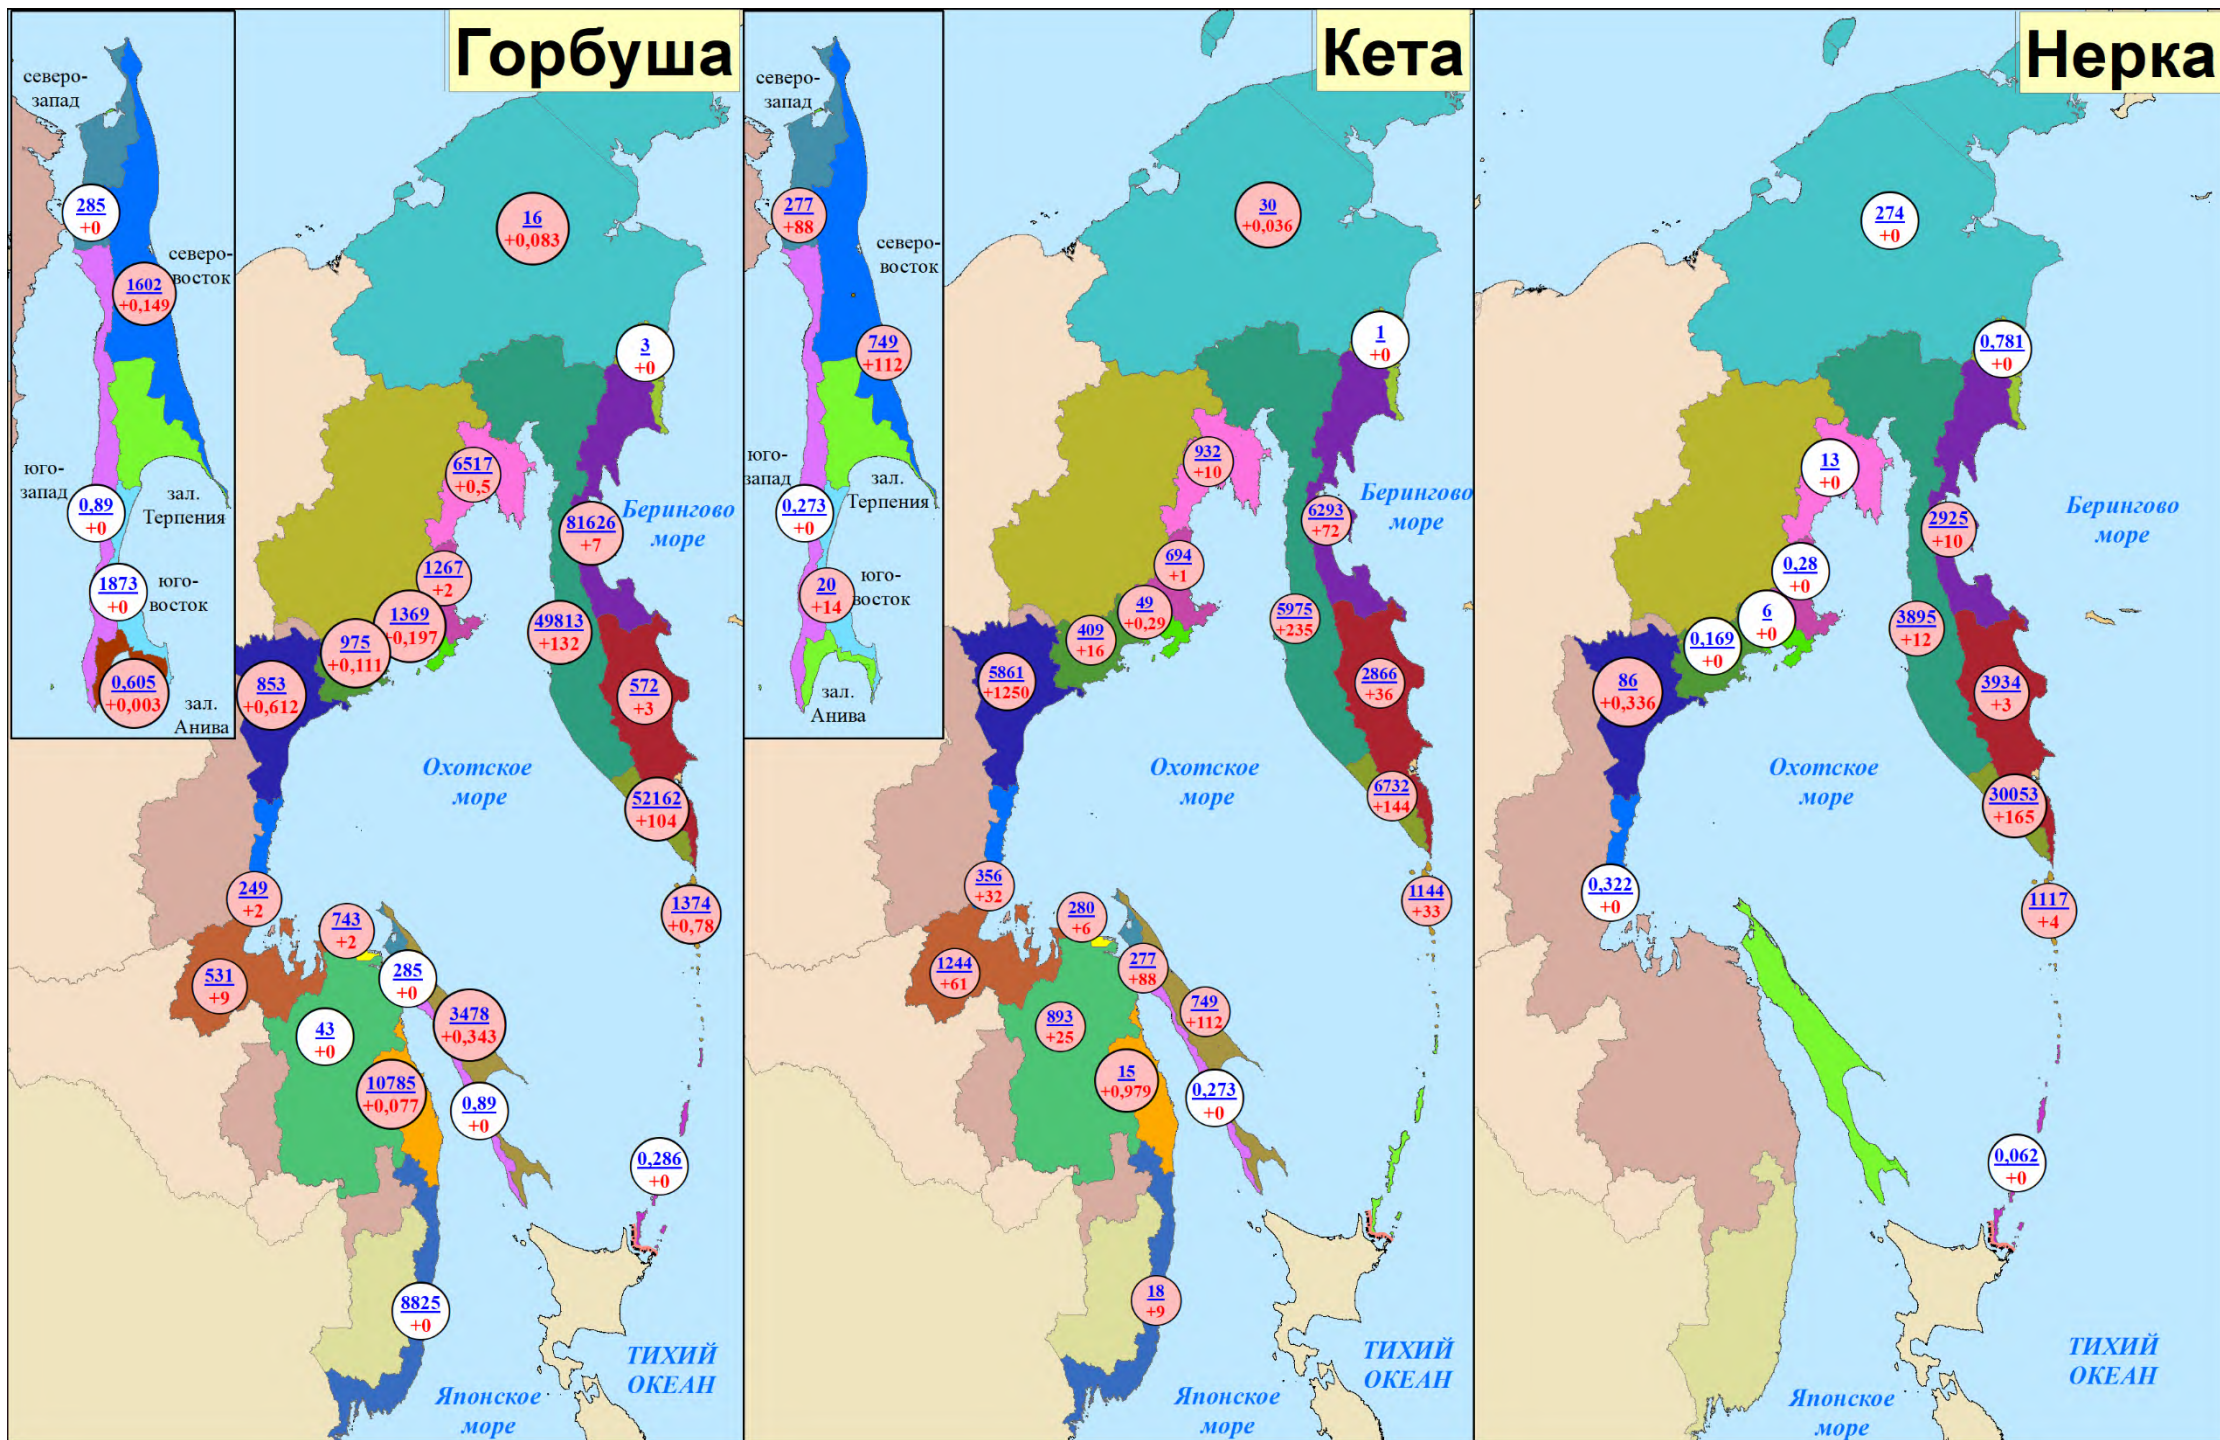 Горбуша
северо-
запад
285
+0
северо-
восток
1602
+0,149
юго-
запад
0,89
+0
зал.
Терпения
1873
+0
юго-
восток
0,605
+0,003
зал.
Анива
16
+0,083
3
+0
6517
+0,5
81626
+7
Берингово
море
1267
+2
1369
+0,197
975
+0,111
49813
+132
853
+0,612
572
+3
Охотское
море
52162
+104
249
+2
743
+2
1374
+0,78
531
+9
285
+0
3478
+0,343
43
+0
10785
+0,077
0,89
+0
0,286
+0
8825
+0
ТИХИЙ
ОКЕАН
Японское
море
Кета
северо-
запад
277
+88
северо-
восток
749
+112
юго-
запад
0,273
+0
зал.
Терпения
20
+14
юго-
восток
зал.
Анива
30
+0,036
1
+0
932
+10
6293
+72
Берингово
море
694
+1
49
+0,29
409
+16
5975
+235
5861
+1250
2866
+36
Охотское
море
6732
+144
356
+32
280
+6
1144
+33
1244
+61
277
+88
749
+112
893
+25
15
+0,979
0,273
+0
18
+9
ТИХИЙ
ОКЕАН
Японское
море
Нерка
274
+0
0,781
+0
13
+0
2925
+10
Берингово
море
0,28
+0
6
+0
0,169
+0
3895
+12
86
+0,336
3934
+3
Охотское
море
30053
+165
0,322
+0
1117
+4
0,062
+0
ТИХИЙ
ОКЕАН
Японское
море